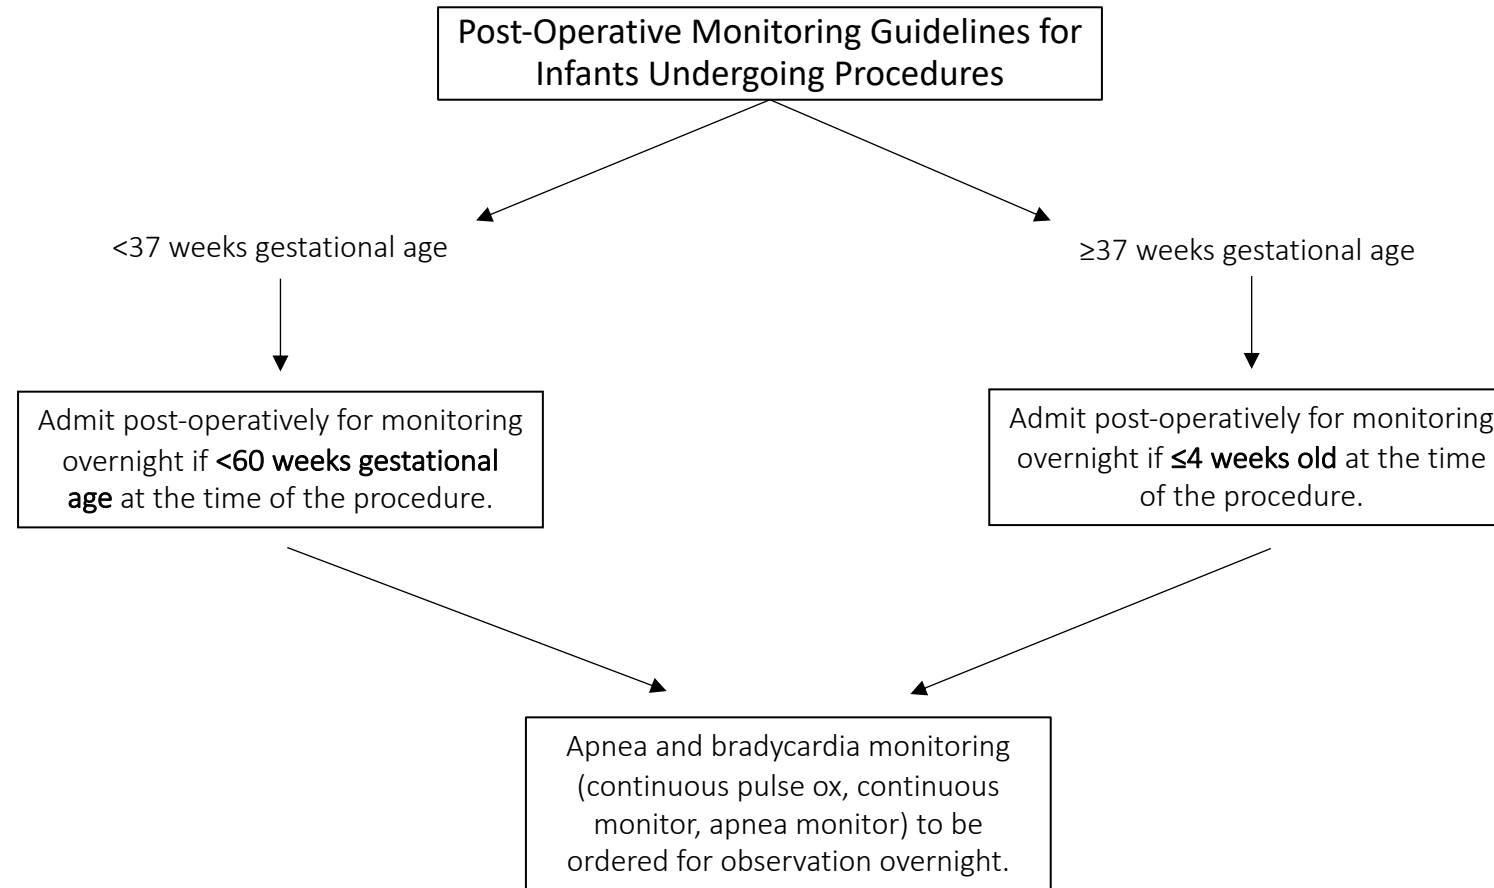 Post-Operative Monitoring Guidelines for
Infants Undergoing Procedures
<37 weeks gestational age
≥37 weeks gestational age
Admit post-operatively for monitoring
overnight if <60 weeks gestational
age at the time of the procedure.
Admit post-operatively for monitoring
overnight if ≤4 weeks old at the time
of the procedure.
Apnea and bradycardia monitoring
(continuous pulse ox, continuous
monitor, apnea monitor) to be
ordered for observation overnight.